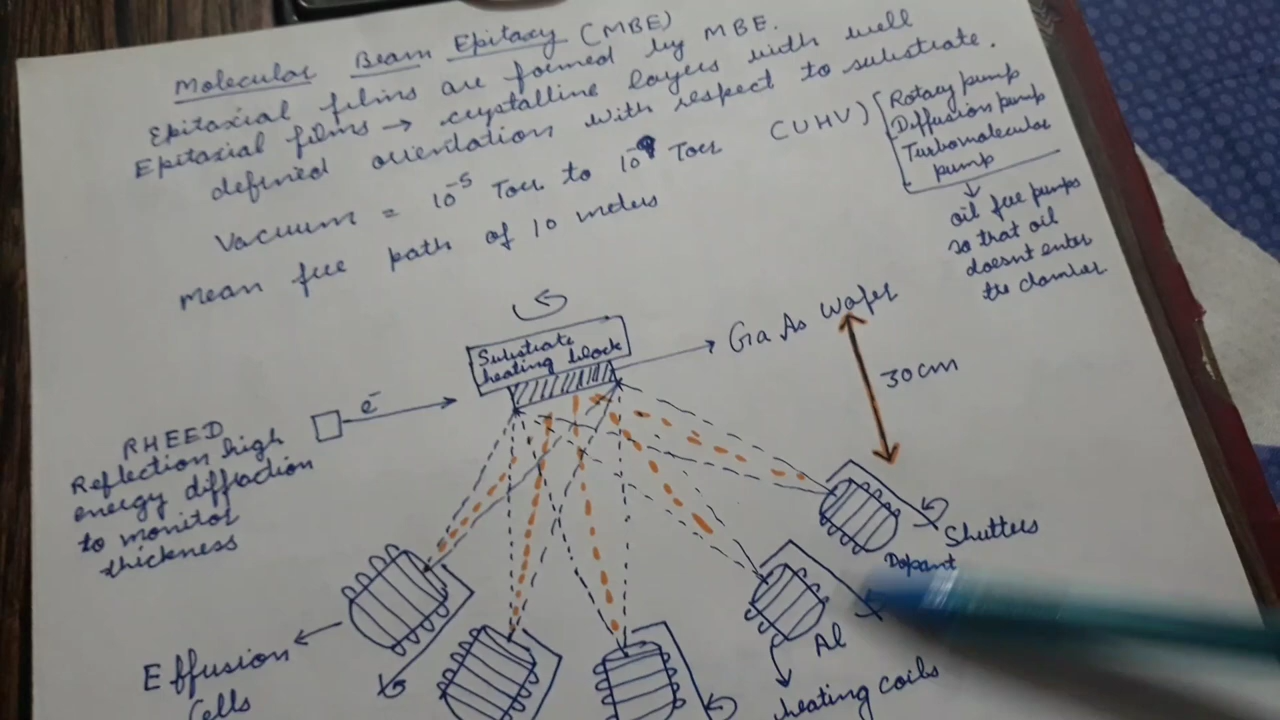 Molecular Beam Epitaxy (MBE)
Epitaxial films are formed by MBE.
Epitaxial films → crystalline layers with well
defined orientation with respect to substrate.
Vacuum = 10⁻⁵ Torr to 10⁻⁹ Torr (UHV)
Rotary pump
Diffusion pump
Turbomolecular
pump
oil free pumps
so that oil
doesnt enter
the chamber
mean free path of 10 meters
Substrate
heating block
GaAs Wafer
30cm
e⁻
RHEED
Reflection high
energy diffraction
to monitor
thickness
Shutters
Dopant
Al
heating coils
Effusion
Cells